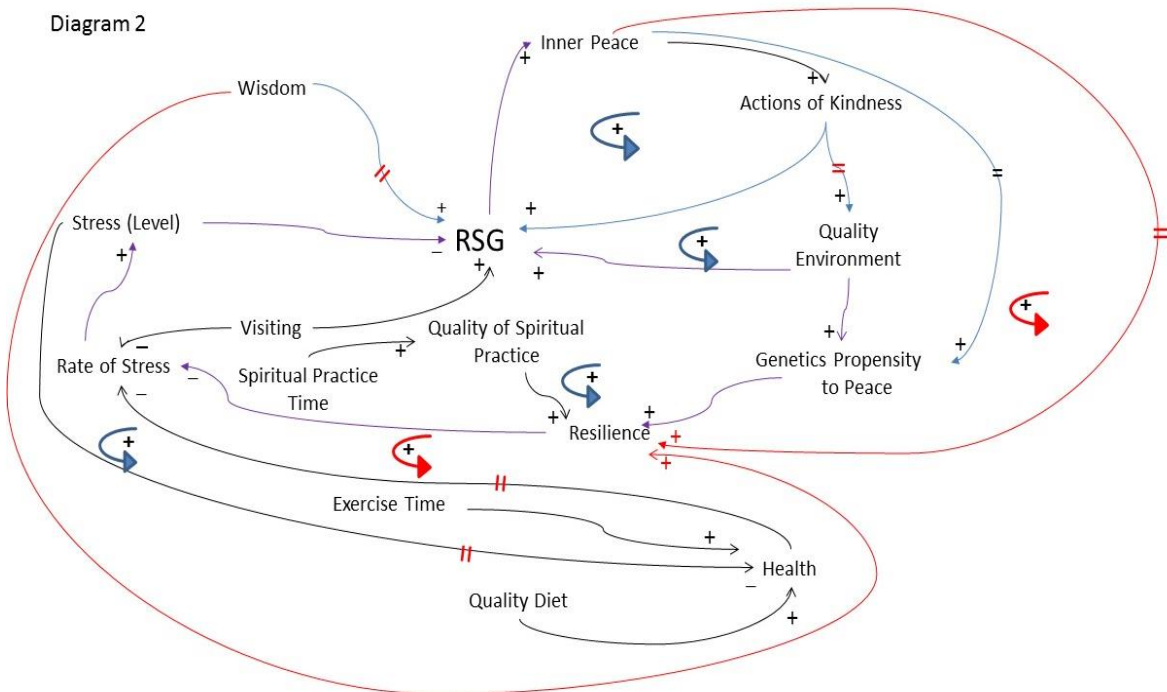 Diagram 2
Inner Peace
+
Wisdom
+
Actions of Kindness
+
=
Stress (Level)
+
+
RSG
–
+
+
+
+
Quality
Environment
+
+
+
Visiting
–
Rate of Stress
–
–
Spiritual Practice
Time
+
Quality of Spiritual
Practice
+
+
Genetics Propensity
to Peace
+
+
+
Resilience
+
+
+
+
Exercise Time
+
Health
–
Quality Diet
+